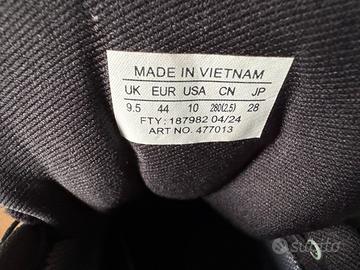 MADE IN VIETNAM
UK EUR USA CN JP
9.5 44 10 280(2.5) 28
FTY: 187982 04/24
ART NO. 477013
subito